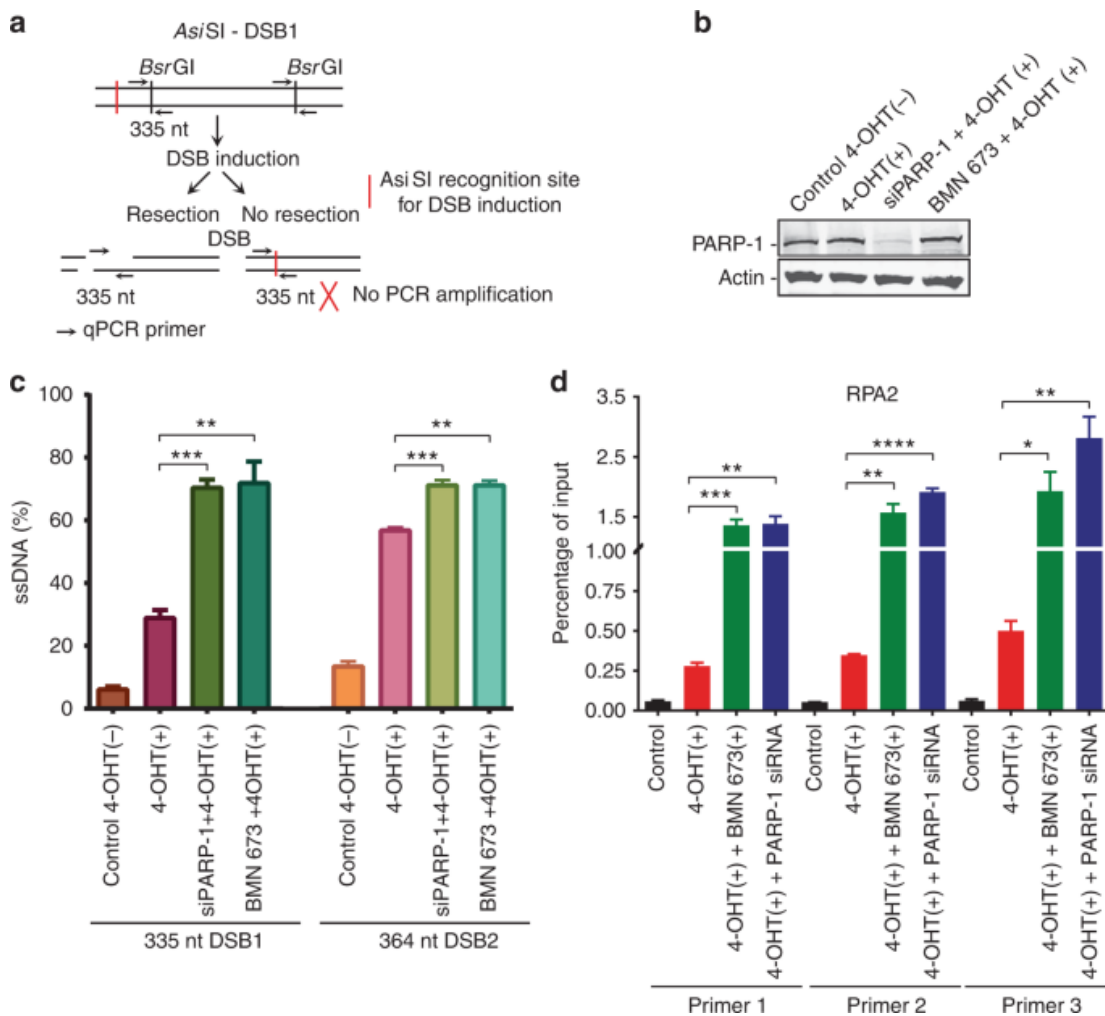 a
AsiSI - DSB1
BsrGI BsrGI
335 nt
DSB induction
Resection No resection
AsiSI recognition site
for DSB induction
DSB
335 nt 335 nt No PCR amplification
qPCR primer
b
Control 4-OHT(−)
4-OHT(+)
siPARP-1 + 4-OHT (+)
BMN 673 + 4-OHT (+)
PARP-1 -
Actin -
c
ssDNA (%)
100
80
60
40
20
0
*** ** *** **
Control 4-OHT(−)
4-OHT(+)
siPARP-1+4-OHT(+)
BMN 673 +4OHT(+)
Control 4-OHT(−)
4-OHT(+)
siPARP-1+4-OHT(+)
BMN 673 +4OHT(+)
335 nt DSB1
364 nt DSB2
d
RPA2
Percentage of input
3.5
2.5
1.5
1.00
0.75
0.50
0.25
0.00
*** ** ** **** * **
Control
4-OHT(+)
4-OHT(+) + BMN 673(+)
4-OHT(+) + PARP-1 siRNA
Control
4-OHT(+)
4-OHT(+) + BMN 673(+)
4-OHT(+) + PARP-1 siRNA
Control
4-OHT(+)
4-OHT(+) + BMN 673(+)
4-OHT(+) + PARP-1 siRNA
Primer 1
Primer 2
Primer 3